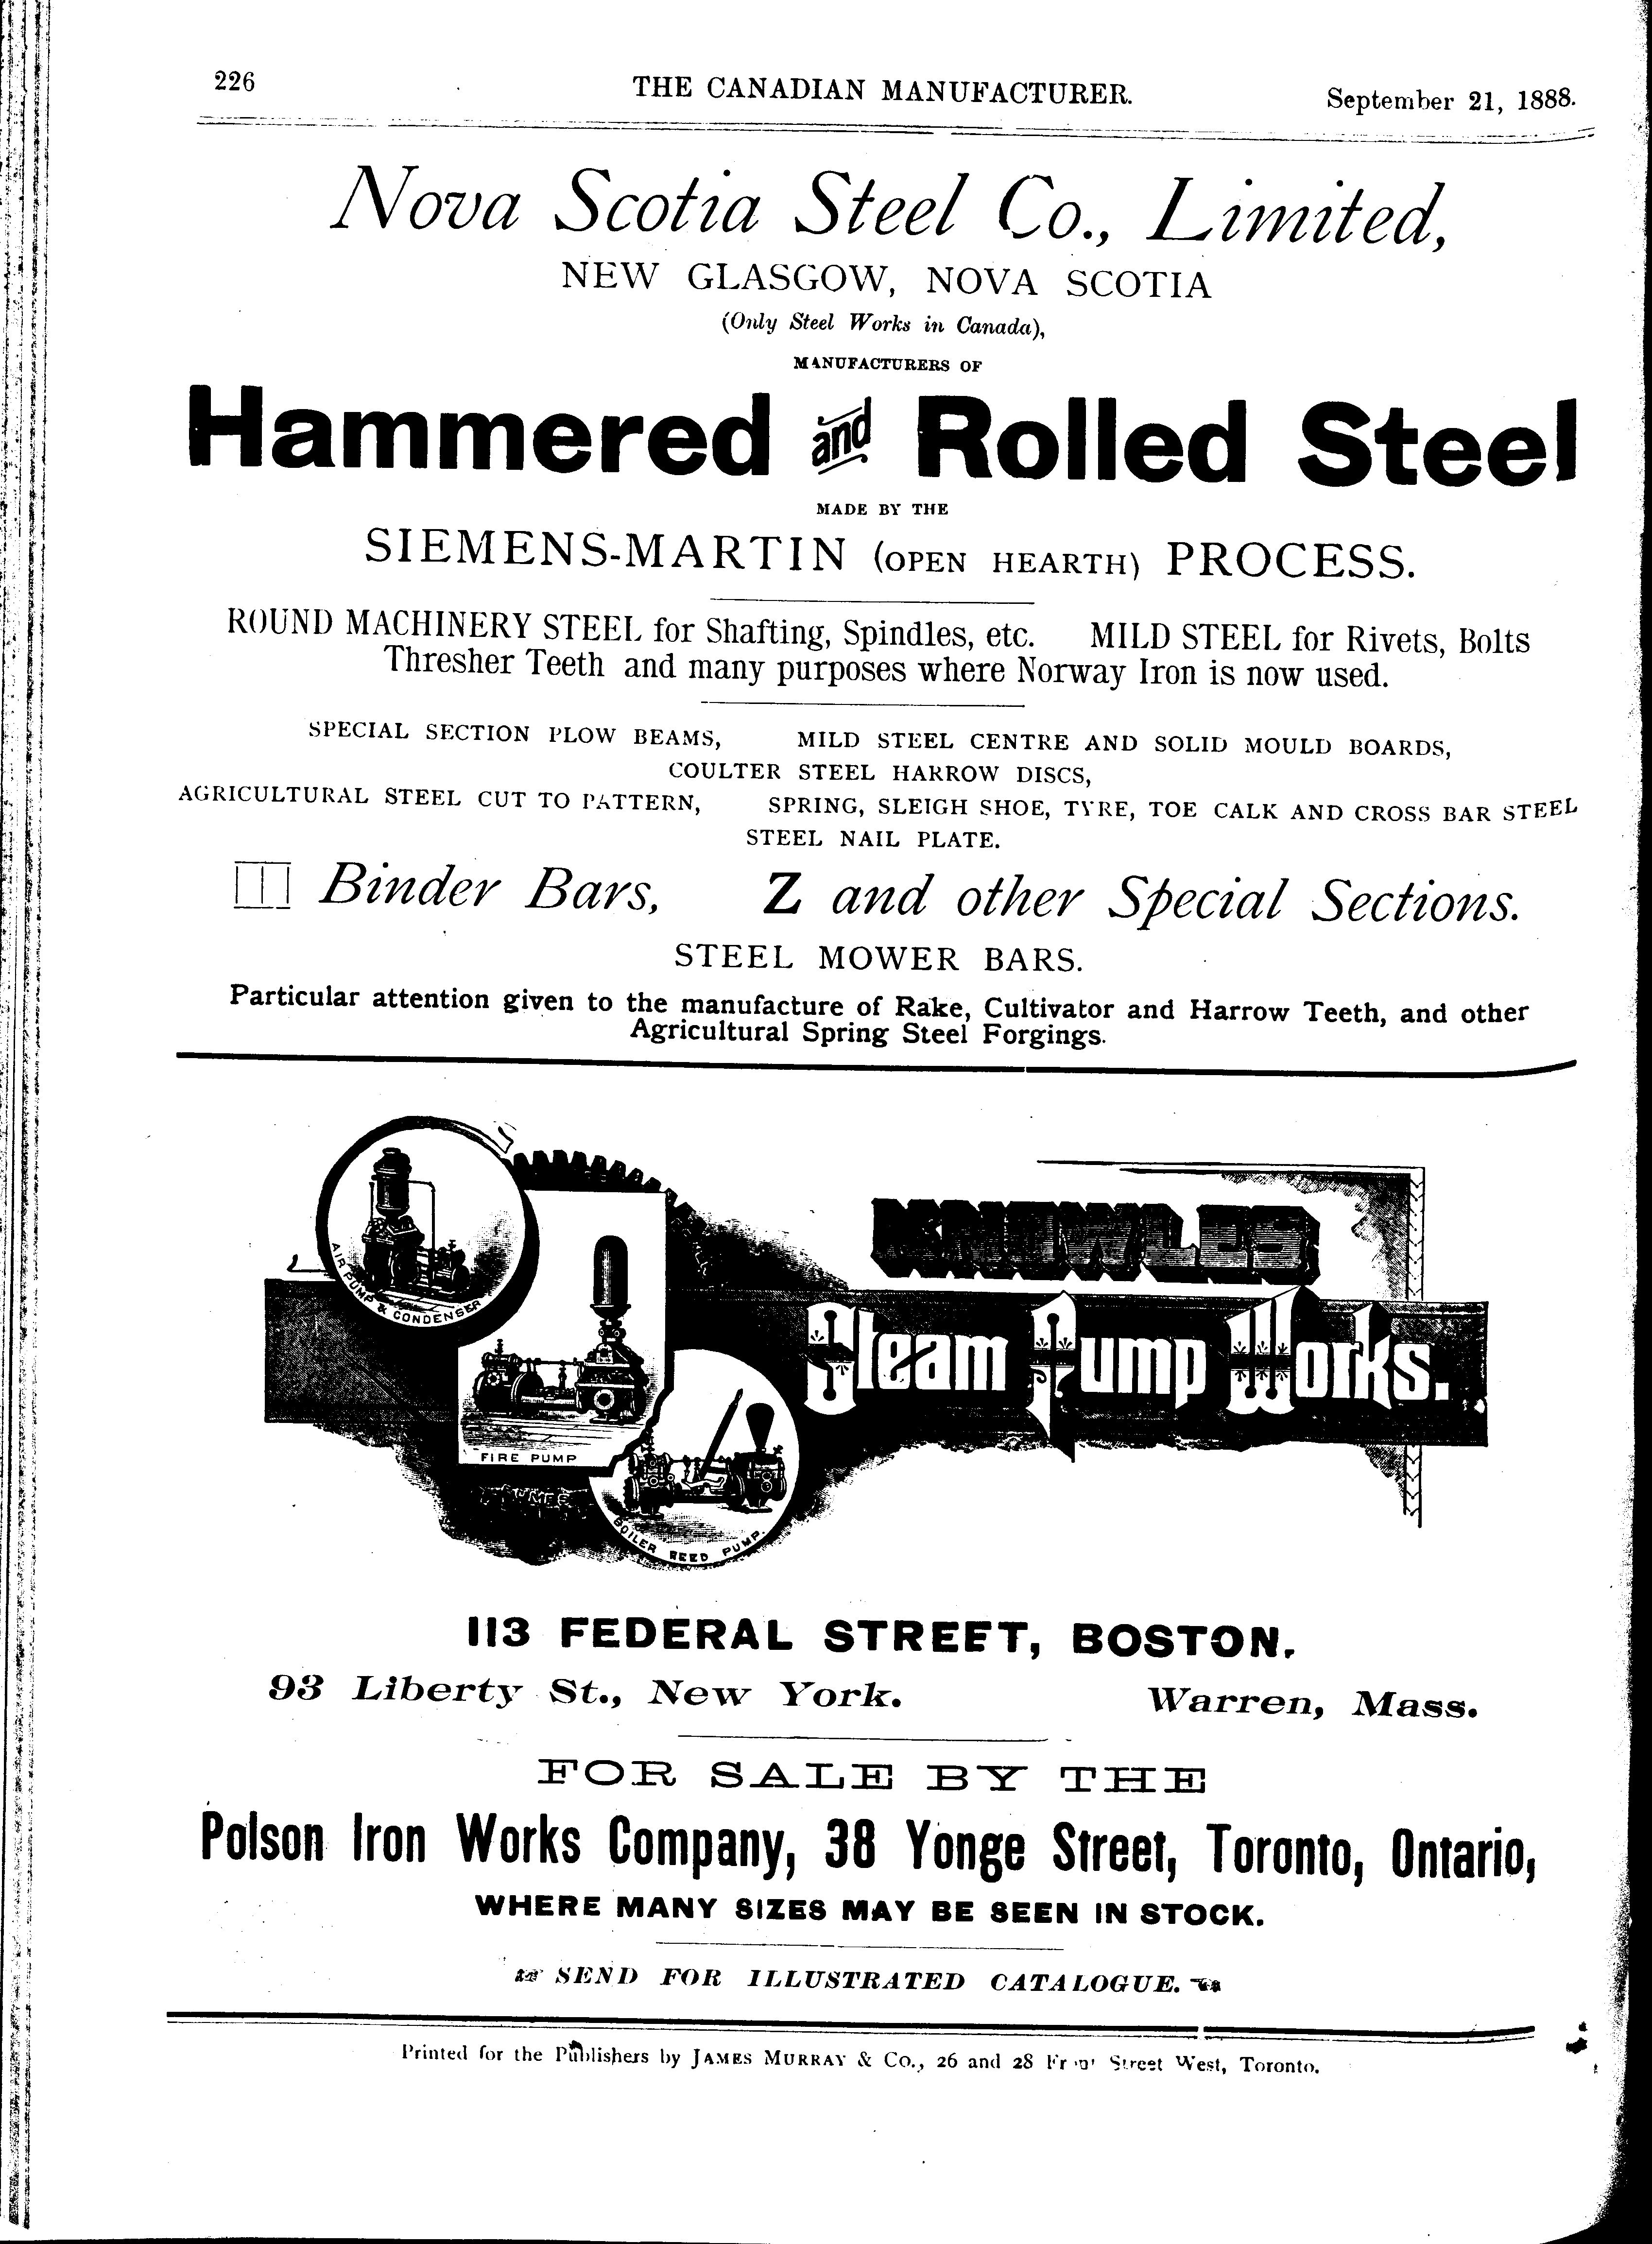 226
THE CANADIAN MANUFACTURER.
September 21, 1888.
Nova Scotia Steel Co., Limited,
NEW GLASGOW, NOVA SCOTIA
(Only Steel Works in Canada),
MANUFACTURERS OF
Hammered and Rolled Steel
MADE BY THE
SIEMENS-MARTIN (OPEN HEARTH) PROCESS.
ROUND MACHINERY STEEL for Shafting, Spindles, etc. MILD STEEL for Rivets, Bolts
Thresher Teeth and many purposes where Norway Iron is now used.
SPECIAL SECTION PLOW BEAMS, MILD STEEL CENTRE AND SOLID MOULD BOARDS,
COULTER STEEL HARROW DISCS,
AGRICULTURAL STEEL CUT TO PATTERN, SPRING, SLEIGH SHOE, TYRE, TOE CALK AND CROSS BAR STEEL
STEEL NAIL PLATE.
Binder Bars, Z and other Special Sections.
STEEL MOWER BARS.
Particular attention given to the manufacture of Rake, Cultivator and Harrow Teeth, and other
Agricultural Spring Steel Forgings.
AIR PUMP & CONDENSER
KNOWLES
Steam Pump Works.
FIRE PUMP
BOILER FEED PUMP.
113 FEDERAL STREET, BOSTON.
93 Liberty St., New York. Warren, Mass.
FOR SALE BY THE
Polson Iron Works Company, 38 Yonge Street, Toronto, Ontario,
WHERE MANY SIZES MAY BE SEEN IN STOCK.
SEND FOR ILLUSTRATED CATALOGUE.
Printed for the Publishers by JAMES MURRAY & Co., 26 and 28 Front Street West, Toronto.